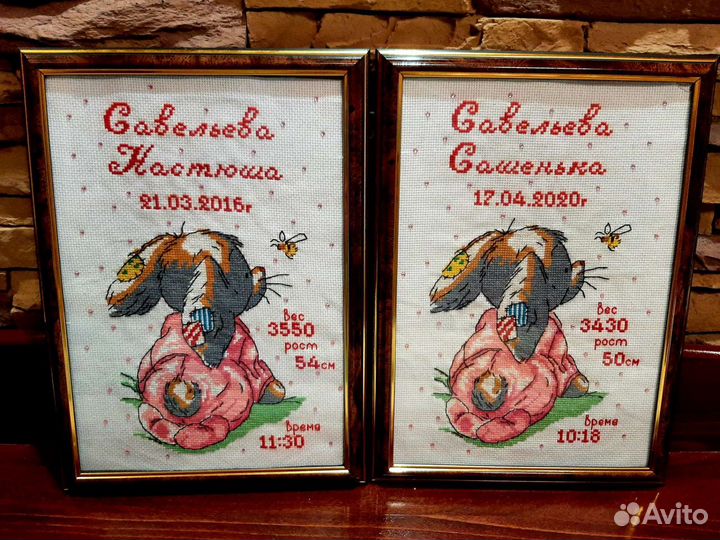 Савельева
Настюша
21.03.2016г
вес
3550
рост
54см
время
11:30
Савельева
Сашенька
17.04.2020г
вес
3430
рост
50см
время
10:18
Avito